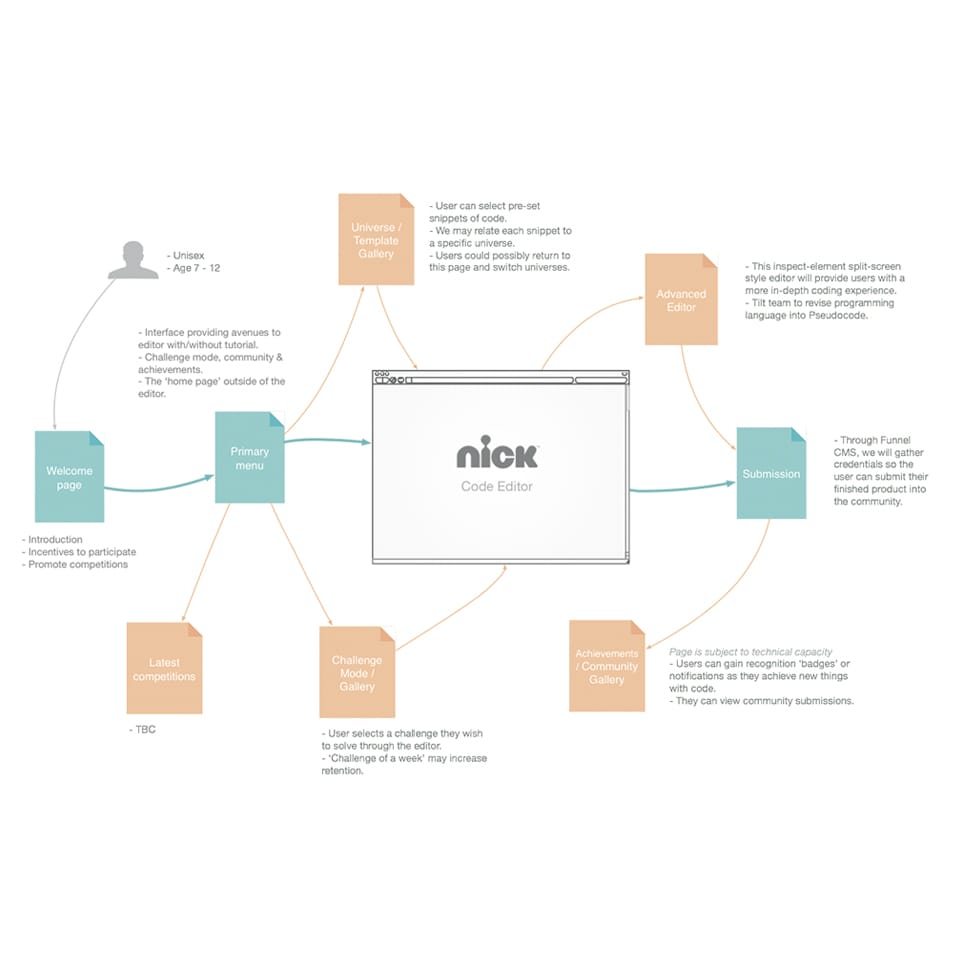 - Unisex
- Age 7 - 12
Universe /
Template
Gallery
- User can select pre-set
snippets of code.
- We may relate each snippet to
a specific universe.
- Users could possibly return to
this page and switch universes.
Advanced
Editor
- This inspect-element split-screen
style editor will provide users with a
more in-depth coding experience.
- Tilt team to revise programming
language into Pseudocode.
- Interface providing avenues to
editor with/without tutorial.
- Challenge mode, community &
achievements.
- The ‘home page’ outside of the
editor.
Welcome
page
- Introduction
- Incentives to participate
- Promote competitions
Primary
menu
nick™
Code Editor
Submission
- Through Funnel
CMS, we will gather
credentials so the
user can submit their
finished product into
the community.
Latest
competitions
- TBC
Challenge
Mode /
Gallery
- User selects a challenge they wish
to solve through the editor.
- ‘Challenge of a week’ may increase
retention.
Achievements
/ Community
Gallery
Page is subject to technical capacity
- Users can gain recognition ‘badges’ or
notifications as they achieve new things
with code.
- They can view community submissions.